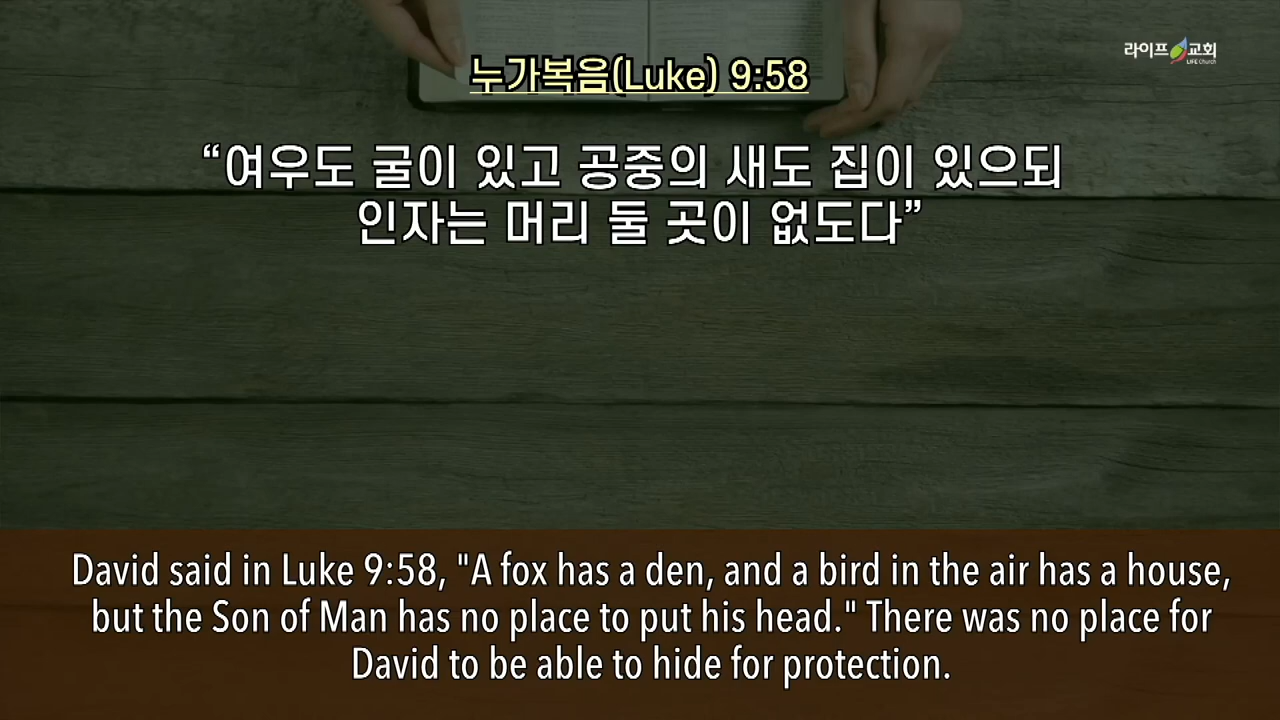 라이프교회
LIFE Church
누가복음(Luke) 9:58
“여우도 굴이 있고 공중의 새도 집이 있으되
인자는 머리 둘 곳이 없도다”
David said in Luke 9:58, "A fox has a den, and a bird in the air has a house,
but the Son of Man has no place to put his head." There was no place for
David to be able to hide for protection.